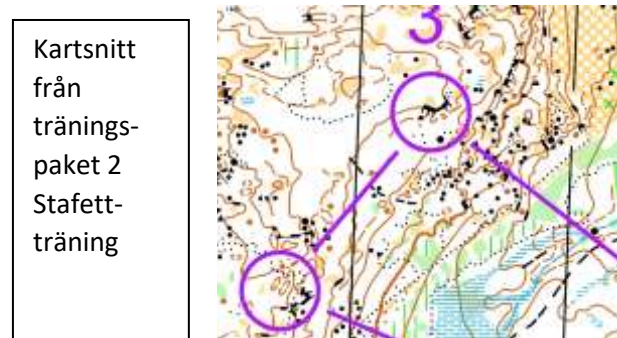 Kartsnitt
från
tränings-
paket 2
Stafett-
träning
3